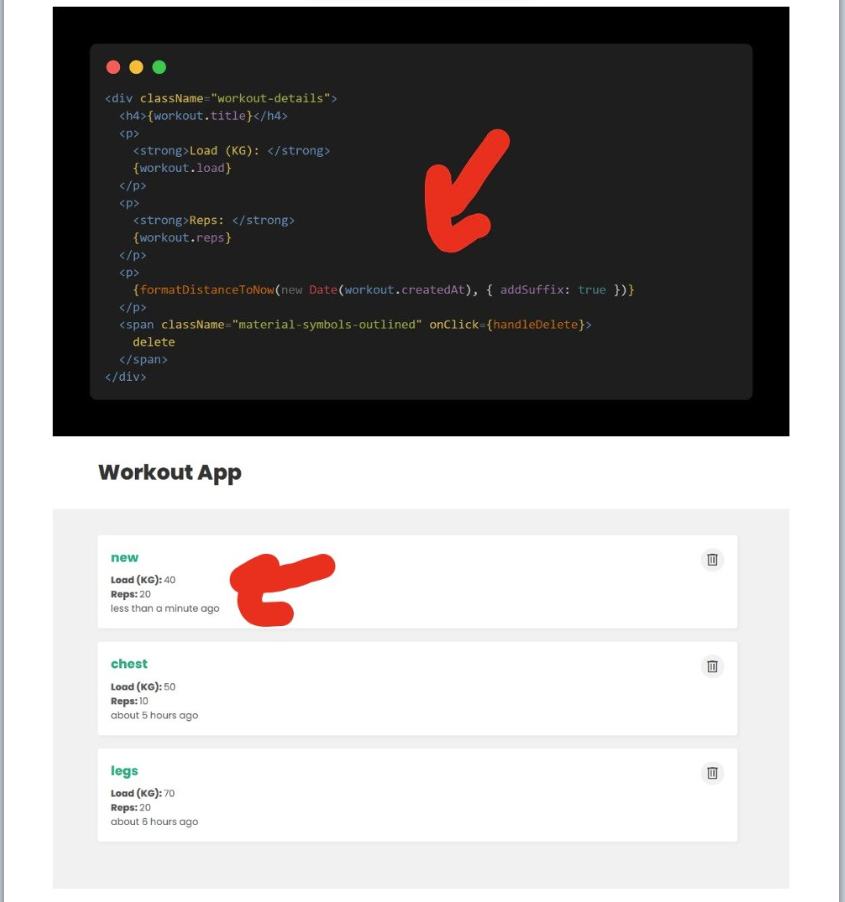 <div className="workout-details">
<h4>{workout.title}</h4>
<p>
<strong>Load (KG): </strong>
{workout.load}
</p>
<p>
<strong>Reps: </strong>
{workout.reps}
</p>
<p>
{formatDistanceToNow(new Date(workout.createdAt), { addSuffix: true })}
</p>
<span className="material-symbols-outlined" onClick={handleDelete}>
delete
</span>
</div>
Workout App
new
Load (KG): 40
Reps: 20
less than a minute ago
chest
Load (KG): 50
Reps: 10
about 5 hours ago
legs
Load (KG): 70
Reps: 20
about 6 hours ago